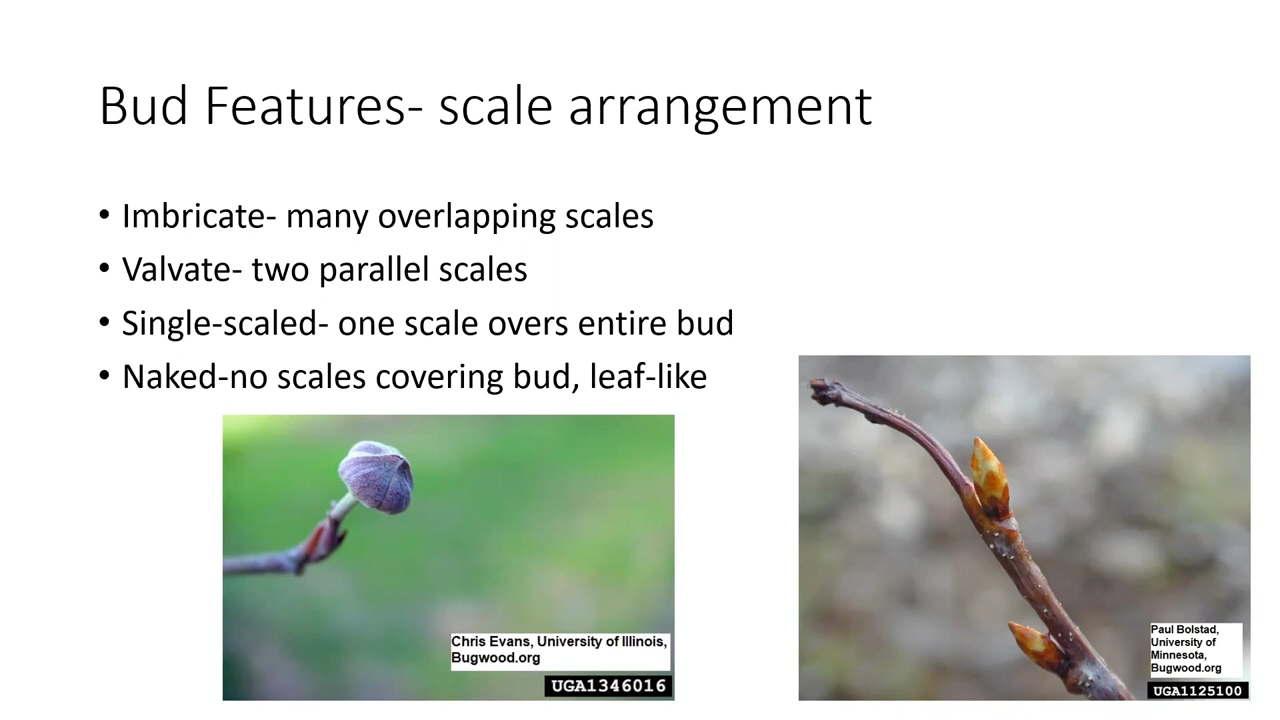 Bud Features- scale arrangement
• Imbricate- many overlapping scales
• Valvate- two parallel scales
• Single-scaled- one scale overs entire bud
• Naked-no scales covering bud, leaf-like
Chris Evans, University of Illinois,
Bugwood.org
UGA1346016
Paul Bolstad,
University of
Minnesota,
Bugwood.org
UGA1125100